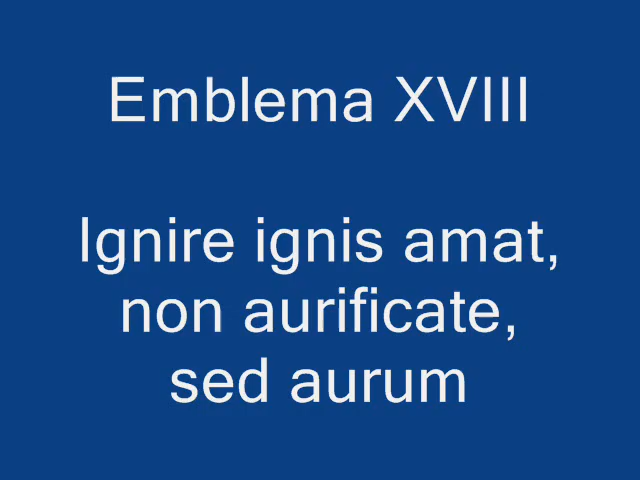 Emblema XVIII
Ignire ignis amat,
non aurificate,
sed aurum